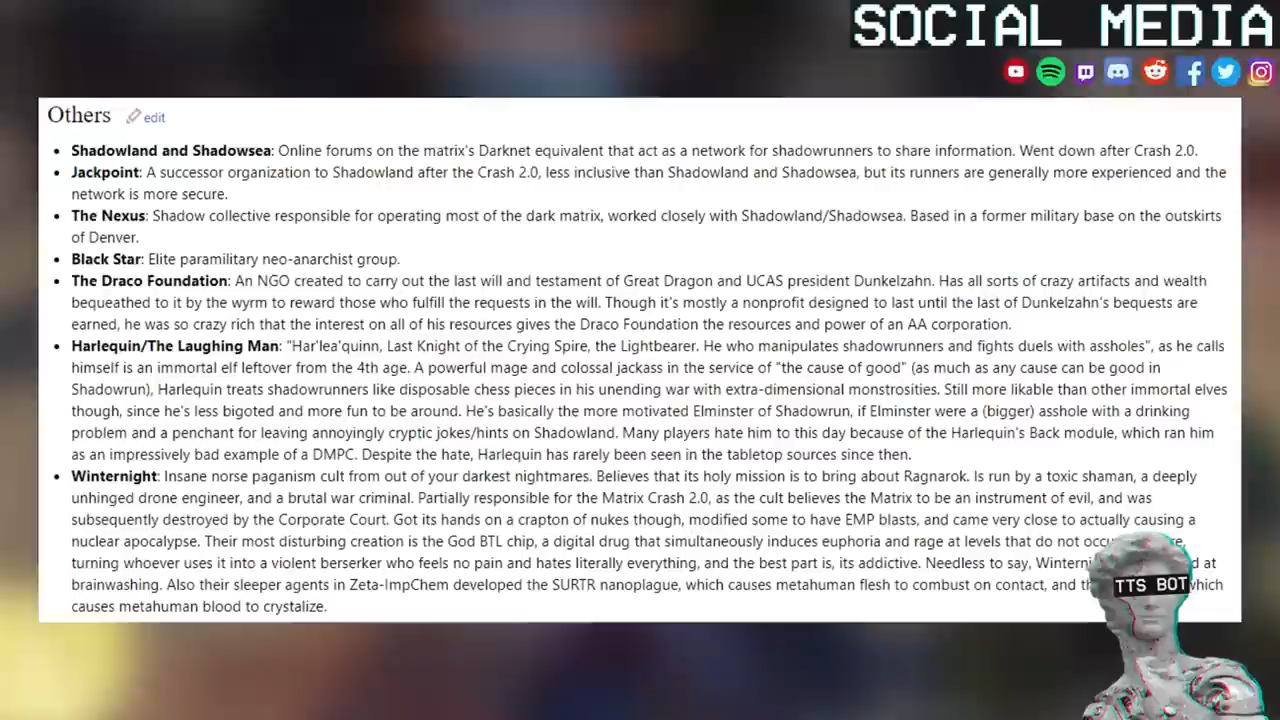 SOCIAL MEDIA
Others edit
Shadowland and Shadowsea: Online forums on the matrix's Darknet equivalent that act as a network for shadowrunners to share information. Went down after Crash 2.0.
Jackpoint: A successor organization to Shadowland after the Crash 2.0, less inclusive than Shadowland and Shadowsea, but its runners are generally more experienced and the
network is more secure.
The Nexus: Shadow collective responsible for operating most of the dark matrix, worked closely with Shadowland/Shadowsea. Based in a former military base on the outskirts
of Denver.
Black Star: Elite paramilitary neo-anarchist group.
The Draco Foundation: An NGO created to carry out the last will and testament of Great Dragon and UCAS president Dunkelzahn. Has all sorts of crazy artifacts and wealth
bequeathed to it by the wyrm to reward those who fulfill the requests in the will. Though it's mostly a nonprofit designed to last until the last of Dunkelzahn's bequests are
earned, he was so crazy rich that the interest on all of his resources gives the Draco Foundation the resources and power of an AA corporation.
Harlequin/The Laughing Man: "Har'lea'quinn, Last Knight of the Crying Spire, the Lightbearer. He who manipulates shadowrunners and fights duels with assholes", as he calls
himself is an immortal elf leftover from the 4th age. A powerful mage and colossal jackass in the service of "the cause of good" (as much as any cause can be good in
Shadowrun), Harlequin treats shadowrunners like disposable chess pieces in his unending war with extra-dimensional monstrosities. Still more likable than other immortal elves
though, since he's less bigoted and more fun to be around. He's basically the more motivated Elminster of Shadowrun, if Elminster were a (bigger) asshole with a drinking
problem and a penchant for leaving annoyingly cryptic jokes/hints on Shadowland. Many players hate him to this day because of the Harlequin's Back module, which ran him
as an impressively bad example of a DMPC. Despite the hate, Harlequin has rarely been seen in the tabletop sources since then.
Winternight: Insane norse paganism cult from out of your darkest nightmares. Believes that its holy mission is to bring about Ragnarok. Is run by a toxic shaman, a deeply
unhinged drone engineer, and a brutal war criminal. Partially responsible for the Matrix Crash 2.0, as the cult believes the Matrix to be an instrument of evil, and was
subsequently destroyed by the Corporate Court. Got its hands on a crapton of nukes though, modified some to have EMP blasts, and came very close to actually causing a
nuclear apocalypse. Their most disturbing creation is the God BTL chip, a digital drug that simultaneously induces euphoria and rage at levels that do not
turning whoever uses it into a violent berserker who feels no pain and hates literally everything, and the best part is, its addictive. Needless to say, at
brainwashing. Also their sleeper agents in Zeta-ImpChem developed the SURTR nanoplague, which causes metahuman flesh to combust on contact, and which
causes metahuman blood to crystalize.
TTS BOT